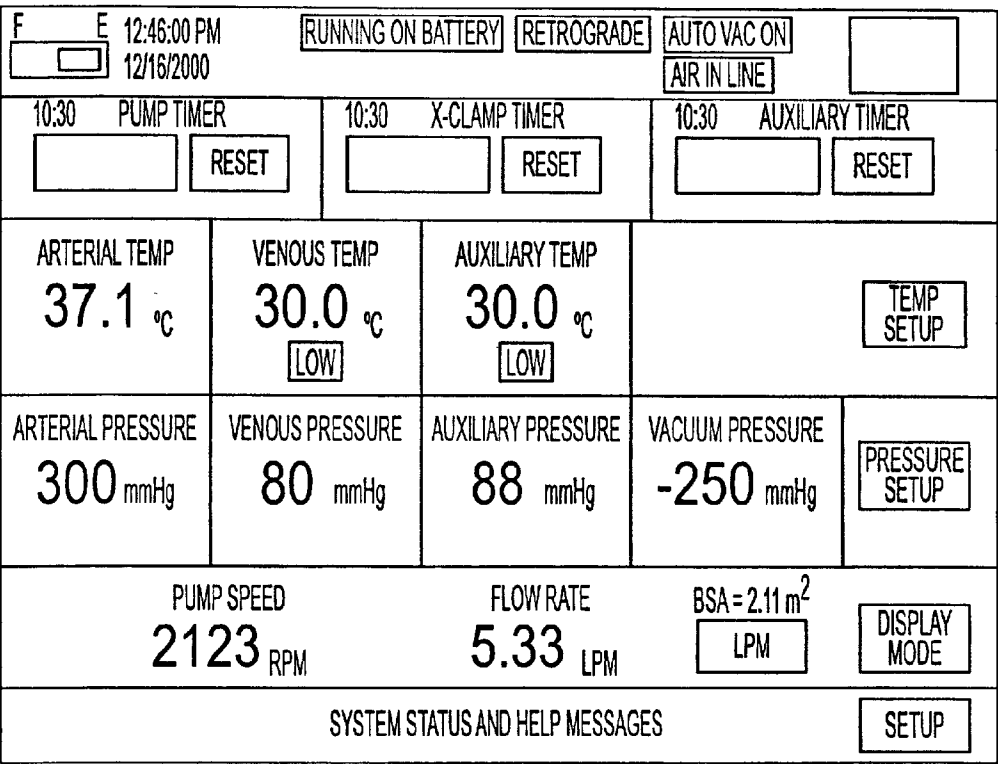 F E 12:46:00 PM RUNNING ON BATTERY RETROGRADE AUTO VAC ON
12/16/2000 AIR IN LINE
10:30 PUMP TIMER 10:30 X-CLAMP TIMER 10:30 AUXILIARY TIMER
RESET RESET RESET
ARTERIAL TEMP VENOUS TEMP AUXILIARY TEMP
37.1 °C 30.0 °C 30.0 °C TEMP
SETUP
LOW LOW
ARTERIAL PRESSURE VENOUS PRESSURE AUXILIARY PRESSURE VACUUM PRESSURE
300 mmHg 80 mmHg 88 mmHg -250 mmHg PRESSURE
SETUP
PUMP SPEED FLOW RATE BSA = 2.11 m²
2123 RPM 5.33 LPM LPM DISPLAY
MODE
SYSTEM STATUS AND HELP MESSAGES SETUP